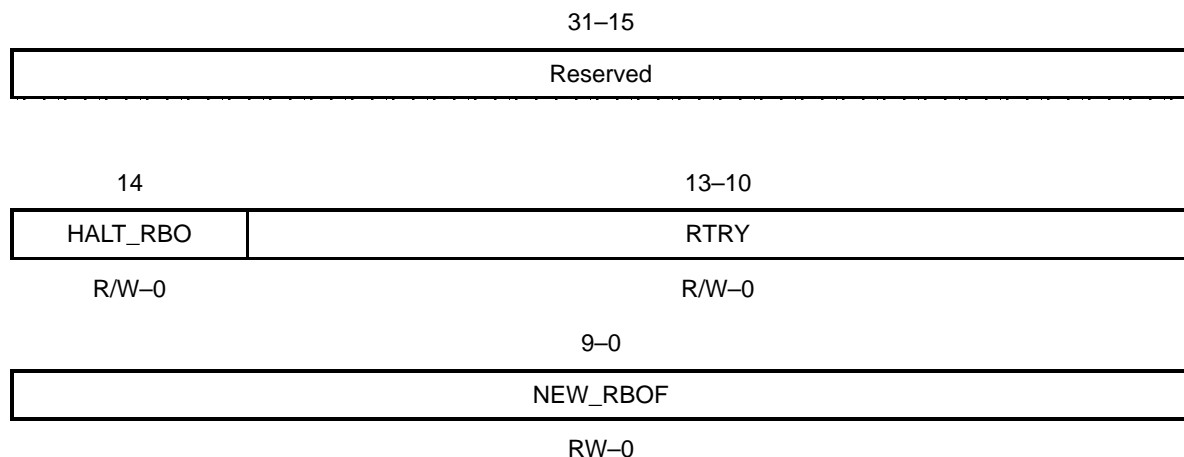 31–15
Reserved
14 13–10
HALT_RBO RTRY
R/W–0 R/W–0
9–0
NEW_RBOF
RW–0